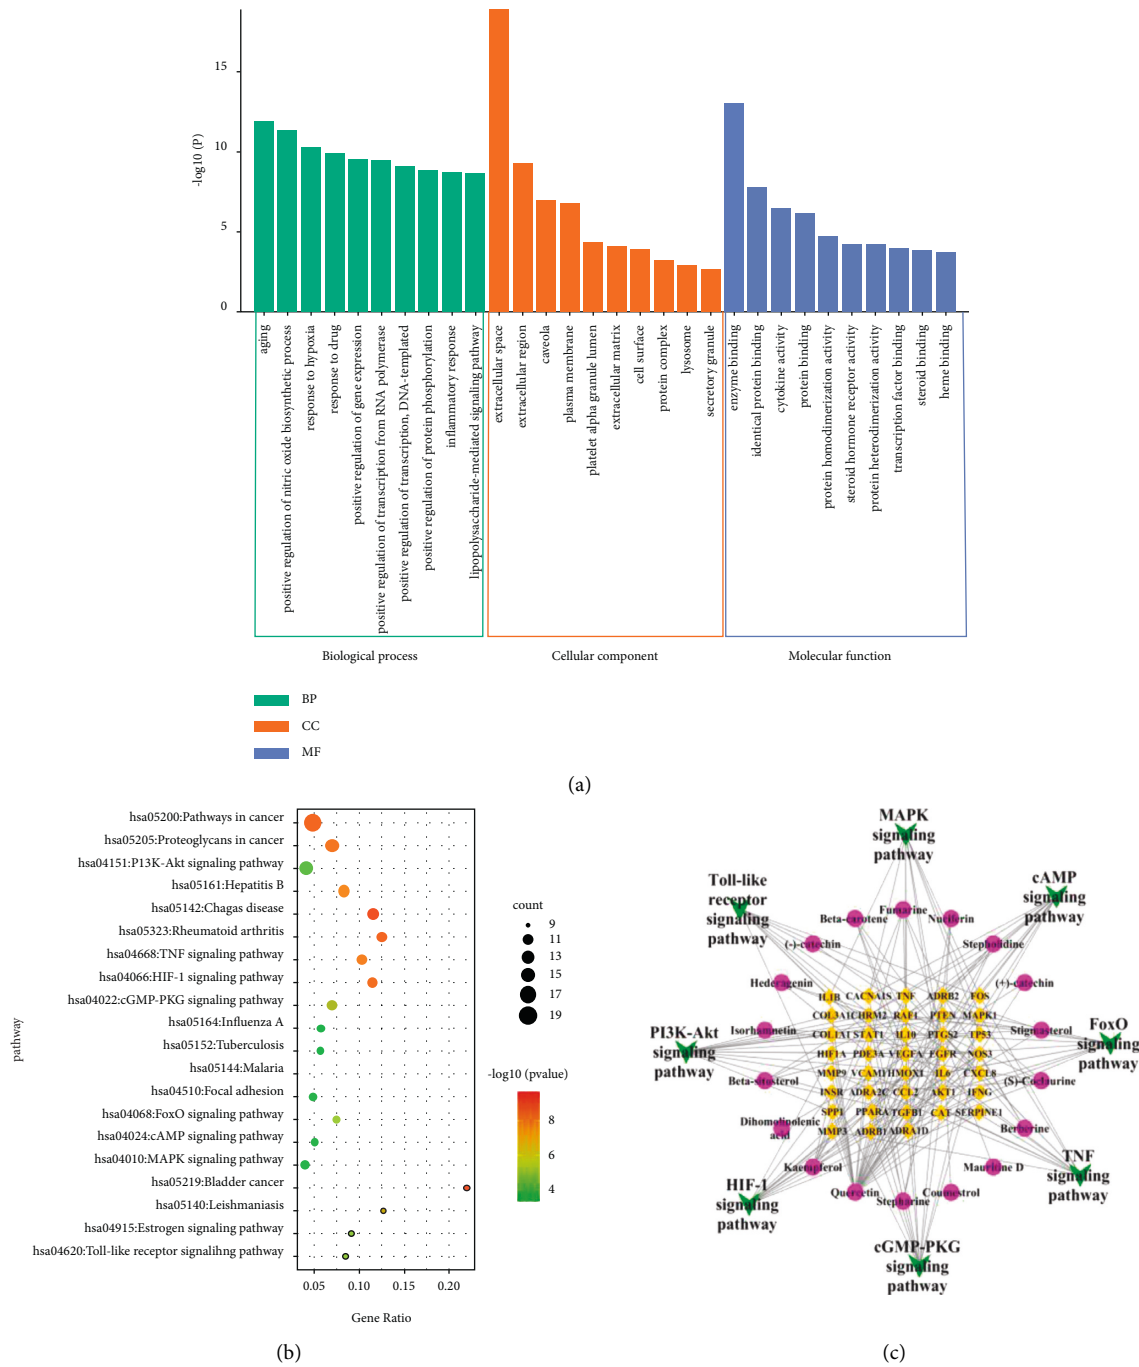 15
10
5
0
-log10 (P)
aging
positive regulation of nitric oxide biosynthetic process
response to hypoxia
response to drug
positive regulation of gene expression
positive regulation of transcription from RNA polymerase
positive regulation of transcription, DNA-templated
positive regulation of protein phosphorylation
inflammatory response
lipopolysaccharide-mediated signaling pathway
extracellular space
extracellular region
caveola
plasma membrane
platelet alpha granule lumen
extracellular matrix
cell surface
protein complex
lysosome
secretory granule
enzyme binding
identical protein binding
cytokine activity
protein binding
protein homodimerization activity
steroid hormone receptor activity
protein heterodimerization activity
transcription factor binding
steroid binding
heme binding
Biological process
Cellular component
Molecular function
BP
CC
MF
(a)
pathway
hsa05200:Pathways in cancer
hsa05205:Proteoglycans in cancer
hsa04151:PI3K-Akt signaling pathway
hsa05161:Hepatitis B
hsa05142:Chagas disease
hsa05323:Rheumatoid arthritis
hsa04668:TNF signaling pathway
hsa04066:HIF-1 signaling pathway
hsa04022:cGMP-PKG signaling pathway
hsa05164:Influenza A
hsa05152:Tuberculosis
hsa05144:Malaria
hsa04510:Focal adhesion
hsa04068:FoxO signaling pathway
hsa04024:cAMP signaling pathway
hsa04010:MAPK signaling pathway
hsa05219:Bladder cancer
hsa05140:Leishmaniasis
hsa04915:Estrogen signaling pathway
hsa04620:Toll-like receptor signalihng pathway
0.05 0.10 0.15 0.20
Gene Ratio
count
9
11
13
15
17
19
-log10 (pvalue)
8
6
4
(b)
MAPK
signaling
pathway
cAMP
signaling
pathway
Toll-like
receptor
signaling
pathway
FoxO
signaling
pathway
PI3K-Akt
signaling
pathway
TNF
signaling
pathway
HIF-1
signaling
pathway
cGMP-PKG
signaling
pathway
Fumarine
Beta-carotene
Nuciferin
(-)-catechin
Stepholidine
Hederagenin
(+)-catechin
Isorhamnetin
Stigmasterol
Beta-sitosterol
(S)-Coclaurine
Dihomolinolenic
acid
Berberine
Kaempferol
Mauritine D
Quercetin
Stepharine
Coumestrol
IL1B CACNA1S TNF ADRB2 FOS
COL3A1 CHRM2 RAF1 PTEN MAPK1
COL1A1 STAT1 IL10 PTGS2 TP53
HIF1A PDE3A VEGFA EGFR NOS3
MMP9 VCAM1 HMOX1 IL6 CXCL8
INSR ADRA2C CCL2 AKT1 IFNG
SPP1 PPARA TGFB1 CAT SERPINE1
MMP3 ADRB1 ADRA1D
(c)